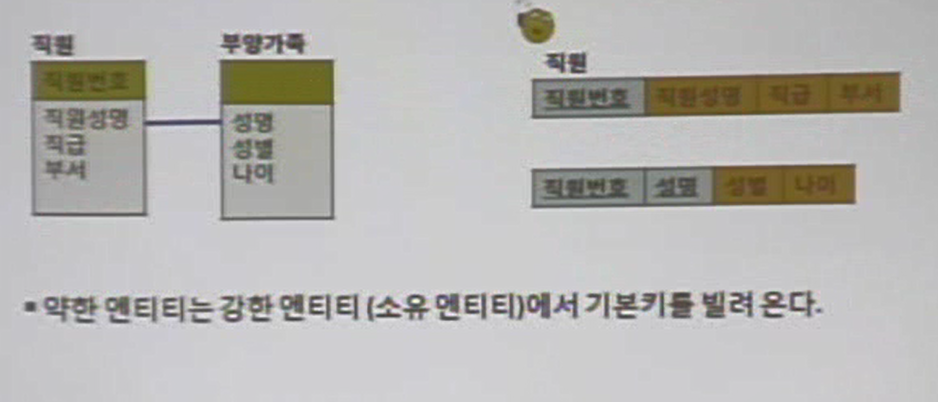 직원
직원번호
직원성명
직급
부서
부양가족
성명
성별
나이
직원
직원번호 직원성명 직급 부서
직원번호 성명 성별 나이
▪ 약한 엔티티는 강한 엔티티 (소유 엔티티)에서 기본키를 빌려 온다.